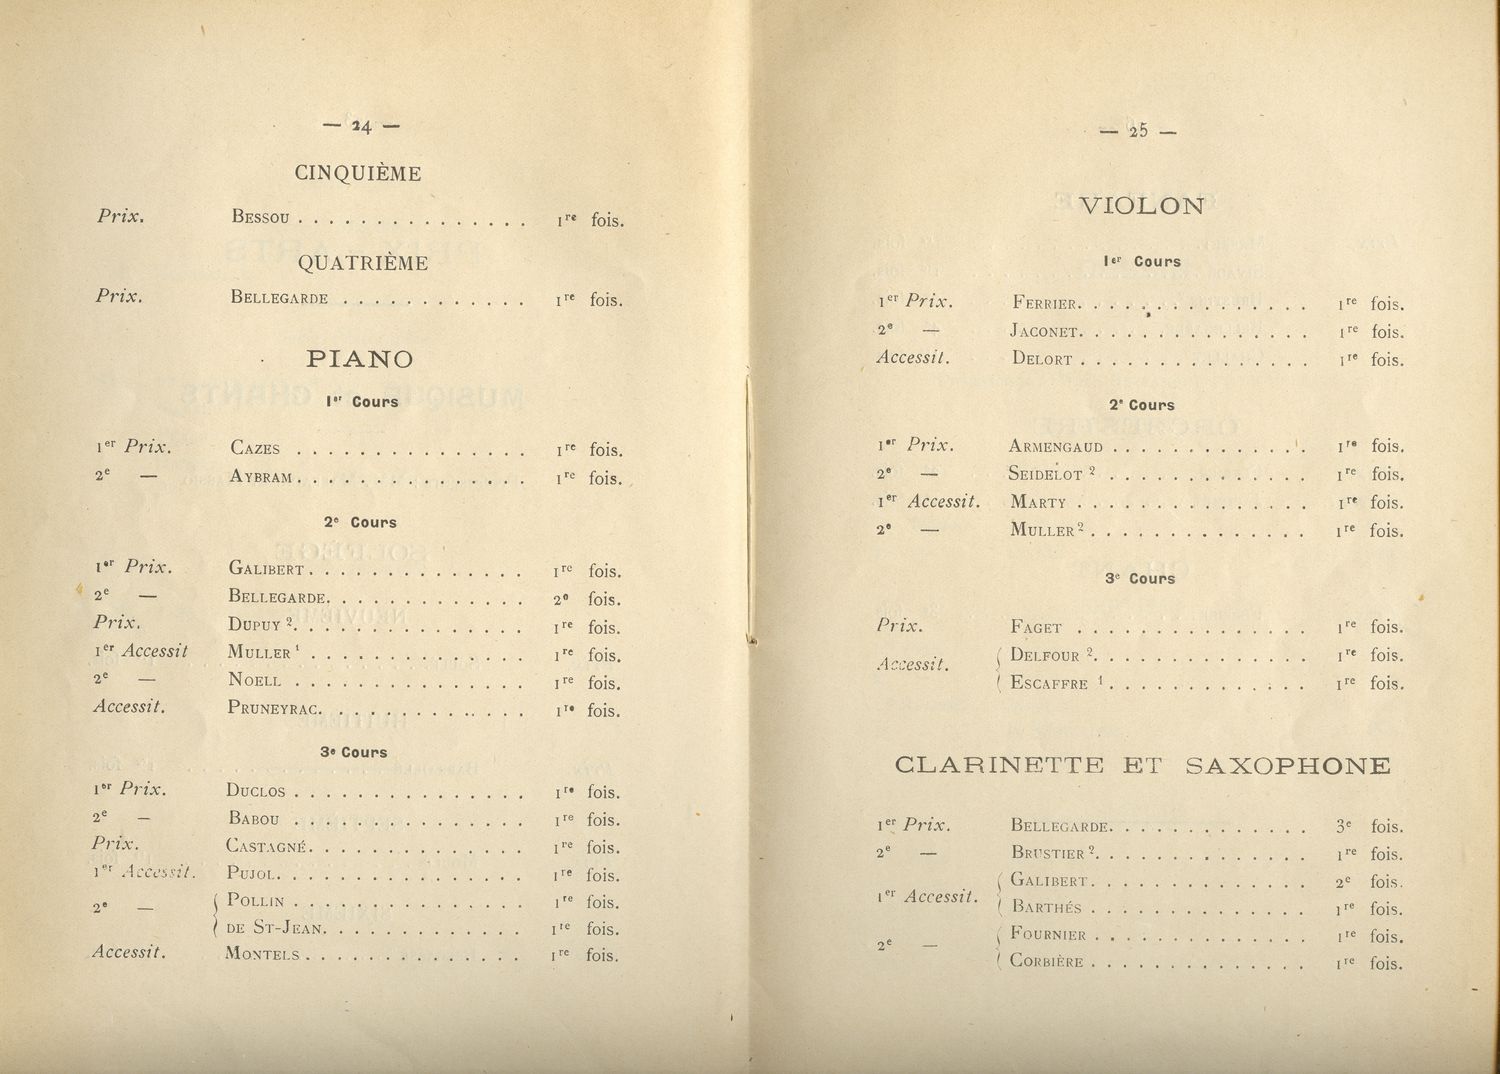 — 24 —
CINQUIÈME
Prix. BESSOU . . . . . . . . . . . . . . . 1re fois.
QUATRIÈME
Prix. BELLEGARDE . . . . . . . . . . . . 1re fois.
PIANO
1er Cours
1er Prix. CAZES . . . . . . . . . . . . . . . 1re fois.
2e — AYBRAM . . . . . . . . . . . . . . . 1re fois.
2e Cours
1er Prix. GALIBERT . . . . . . . . . . . . . . 1re fois.
2e — BELLEGARDE. . . . . . . . . . . . . 2e fois.
Prix. DUPUY 2. . . . . . . . . . . . . . . 1re fois.
1er Accessit MULLER 1 . . . . . . . . . . . . . . 1re fois.
2e — NOELL . . . . . . . . . . . . . . . 1re fois.
Accessit. PRUNEYRAC. . . . . . . . . . . . . . 1re fois.
3e Cours
1er Prix. DUCLOS . . . . . . . . . . . . . . . 1re fois.
2e — BABOU . . . . . . . . . . . . . . . 1re fois.
Prix. CASTAGNÉ. . . . . . . . . . . . . . 1re fois.
1er Accessit. PUJOL. . . . . . . . . . . . . . . . 1re fois.
2e — { POLLIN . . . . . . . . . . . . . . . 1re fois.
DE ST-JEAN. . . . . . . . . . . . . 1re fois.
Accessit. MONTELS . . . . . . . . . . . . . . 1re fois.
— 25 —
VIOLON
1er Cours
1er Prix. FERRIER. . . . . . . . . . . . . . . 1re fois.
2e — JACONET. . . . . . . . . . . . . . . 1re fois.
Accessit. DELORT . . . . . . . . . . . . . . . 1re fois.
2e Cours
1er Prix. ARMENGAUD . . . . . . . . . . . . . 1re fois.
2e — SEIDELOT 2 . . . . . . . . . . . . . 1re fois.
1er Accessit. MARTY . . . . . . . . . . . . . . . 1re fois.
2e — MULLER 2 . . . . . . . . . . . . . . 1re fois.
3e Cours
Prix. FAGET . . . . . . . . . . . . . . . 1re fois.
Accessit. { DELFOUR 2. . . . . . . . . . . . . . 1re fois.
ESCAFFRE 1 . . . . . . . . . . . . . 1re fois.
CLARINETTE ET SAXOPHONE
1er Prix. BELLEGARDE. . . . . . . . . . . . . 3e fois.
2e — BRUSTIER 2. . . . . . . . . . . . . . 1re fois.
1er Accessit. { GALIBERT. . . . . . . . . . . . . . 2e fois.
BARTHÉS . . . . . . . . . . . . . . 1re fois.
2e — { FOURNIER . . . . . . . . . . . . . . 1re fois.
CORBIÈRE . . . . . . . . . . . . . . 1re fois.